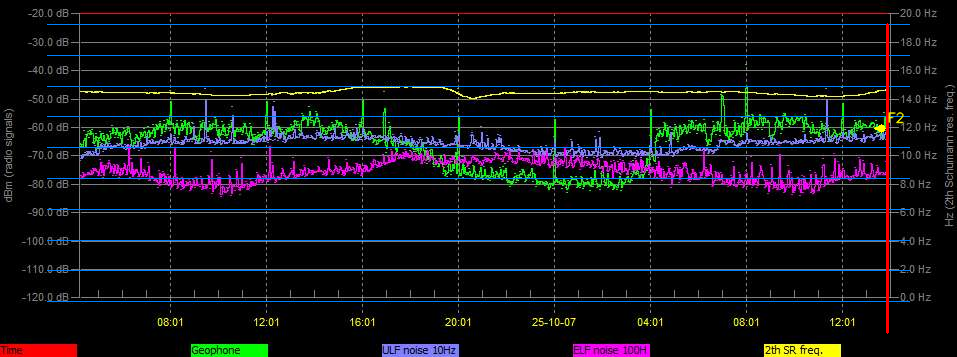 -20.0 dB
20.0 Hz
-30.0 dB
18.0 Hz
-40.0 dB
16.0 Hz
-50.0 dB
14.0 Hz
F2
-60.0 dB
12.0 Hz
-70.0 dB
10.0 Hz
-80.0 dB
8.0 Hz
-90.0 dB
6.0 Hz
-100.0 dB
4.0 Hz
-110.0 dB
2.0 Hz
-120.0 dB
0.0 Hz
dBm (radio signals)
Hz (2th Schumann res. freq.)
08:01 12:01 16:01 20:01 25-10-07 04:01 08:01 12:01
Time Geophone ULF noise 10Hz ELF noise 100H 2th SR freq.